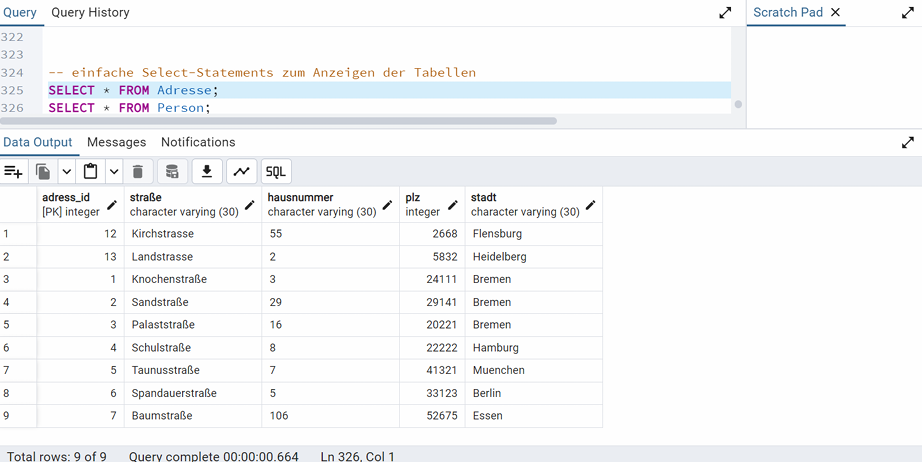 Query Query History Scratch Pad
322
323
324 -- einfache Select-Statements zum Anzeigen der Tabellen
325 SELECT * FROM Adresse;
326 SELECT * FROM Person;
Data Output Messages Notifications
SQL
adress_id straße hausnummer plz stadt
[PK] integer character varying (30) character varying (30) integer character varying (30)
1 12 Kirchstrasse 55 2668 Flensburg
2 13 Landstrasse 2 5832 Heidelberg
3 1 Knochenstraße 3 24111 Bremen
4 2 Sandstraße 29 29141 Bremen
5 3 Palaststraße 16 20221 Bremen
6 4 Schulstraße 8 22222 Hamburg
7 5 Taunusstraße 7 41321 Muenchen
8 6 Spandauerstraße 5 33123 Berlin
9 7 Baumstraße 106 52675 Essen
Total rows: 9 of 9 Query complete 00:00:00.664 Ln 326, Col 1